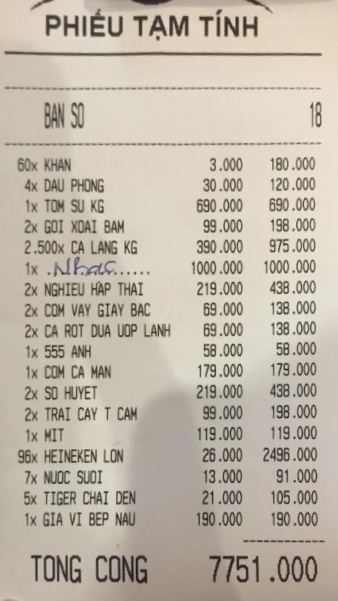 PHIẾU TẠM TÍNH
BAN SO 18
60x KHAN 3.000 180.000
4x DAU PHONG 30.000 120.000
1x TOM SU KG 690.000 690.000
2x GOI XOAI BAM 99.000 198.000
2.500x CA LANG KG 390.000 975.000
1x .Nhạc...... 1000.000 1000.000
2x NGHIEU HAP THAI 219.000 438.000
2x COM VAY GIAY BAC 69.000 138.000
2x CA ROT DUA UOP LANH 69.000 138.000
1x 555 ANH 58.000 58.000
1x COM CA MAN 179.000 179.000
2x SO HUYET 219.000 438.000
2x TRAI CAY T CAM 99.000 198.000
1x MIT 119.000 119.000
96x HEINEKEN LON 26.000 2496.000
7x NUOC SUOI 13.000 91.000
5x TIGER CHAI DEN 21.000 105.000
1x GIA VI BEP NAU 190.000 190.000
TONG CONG 7751.000